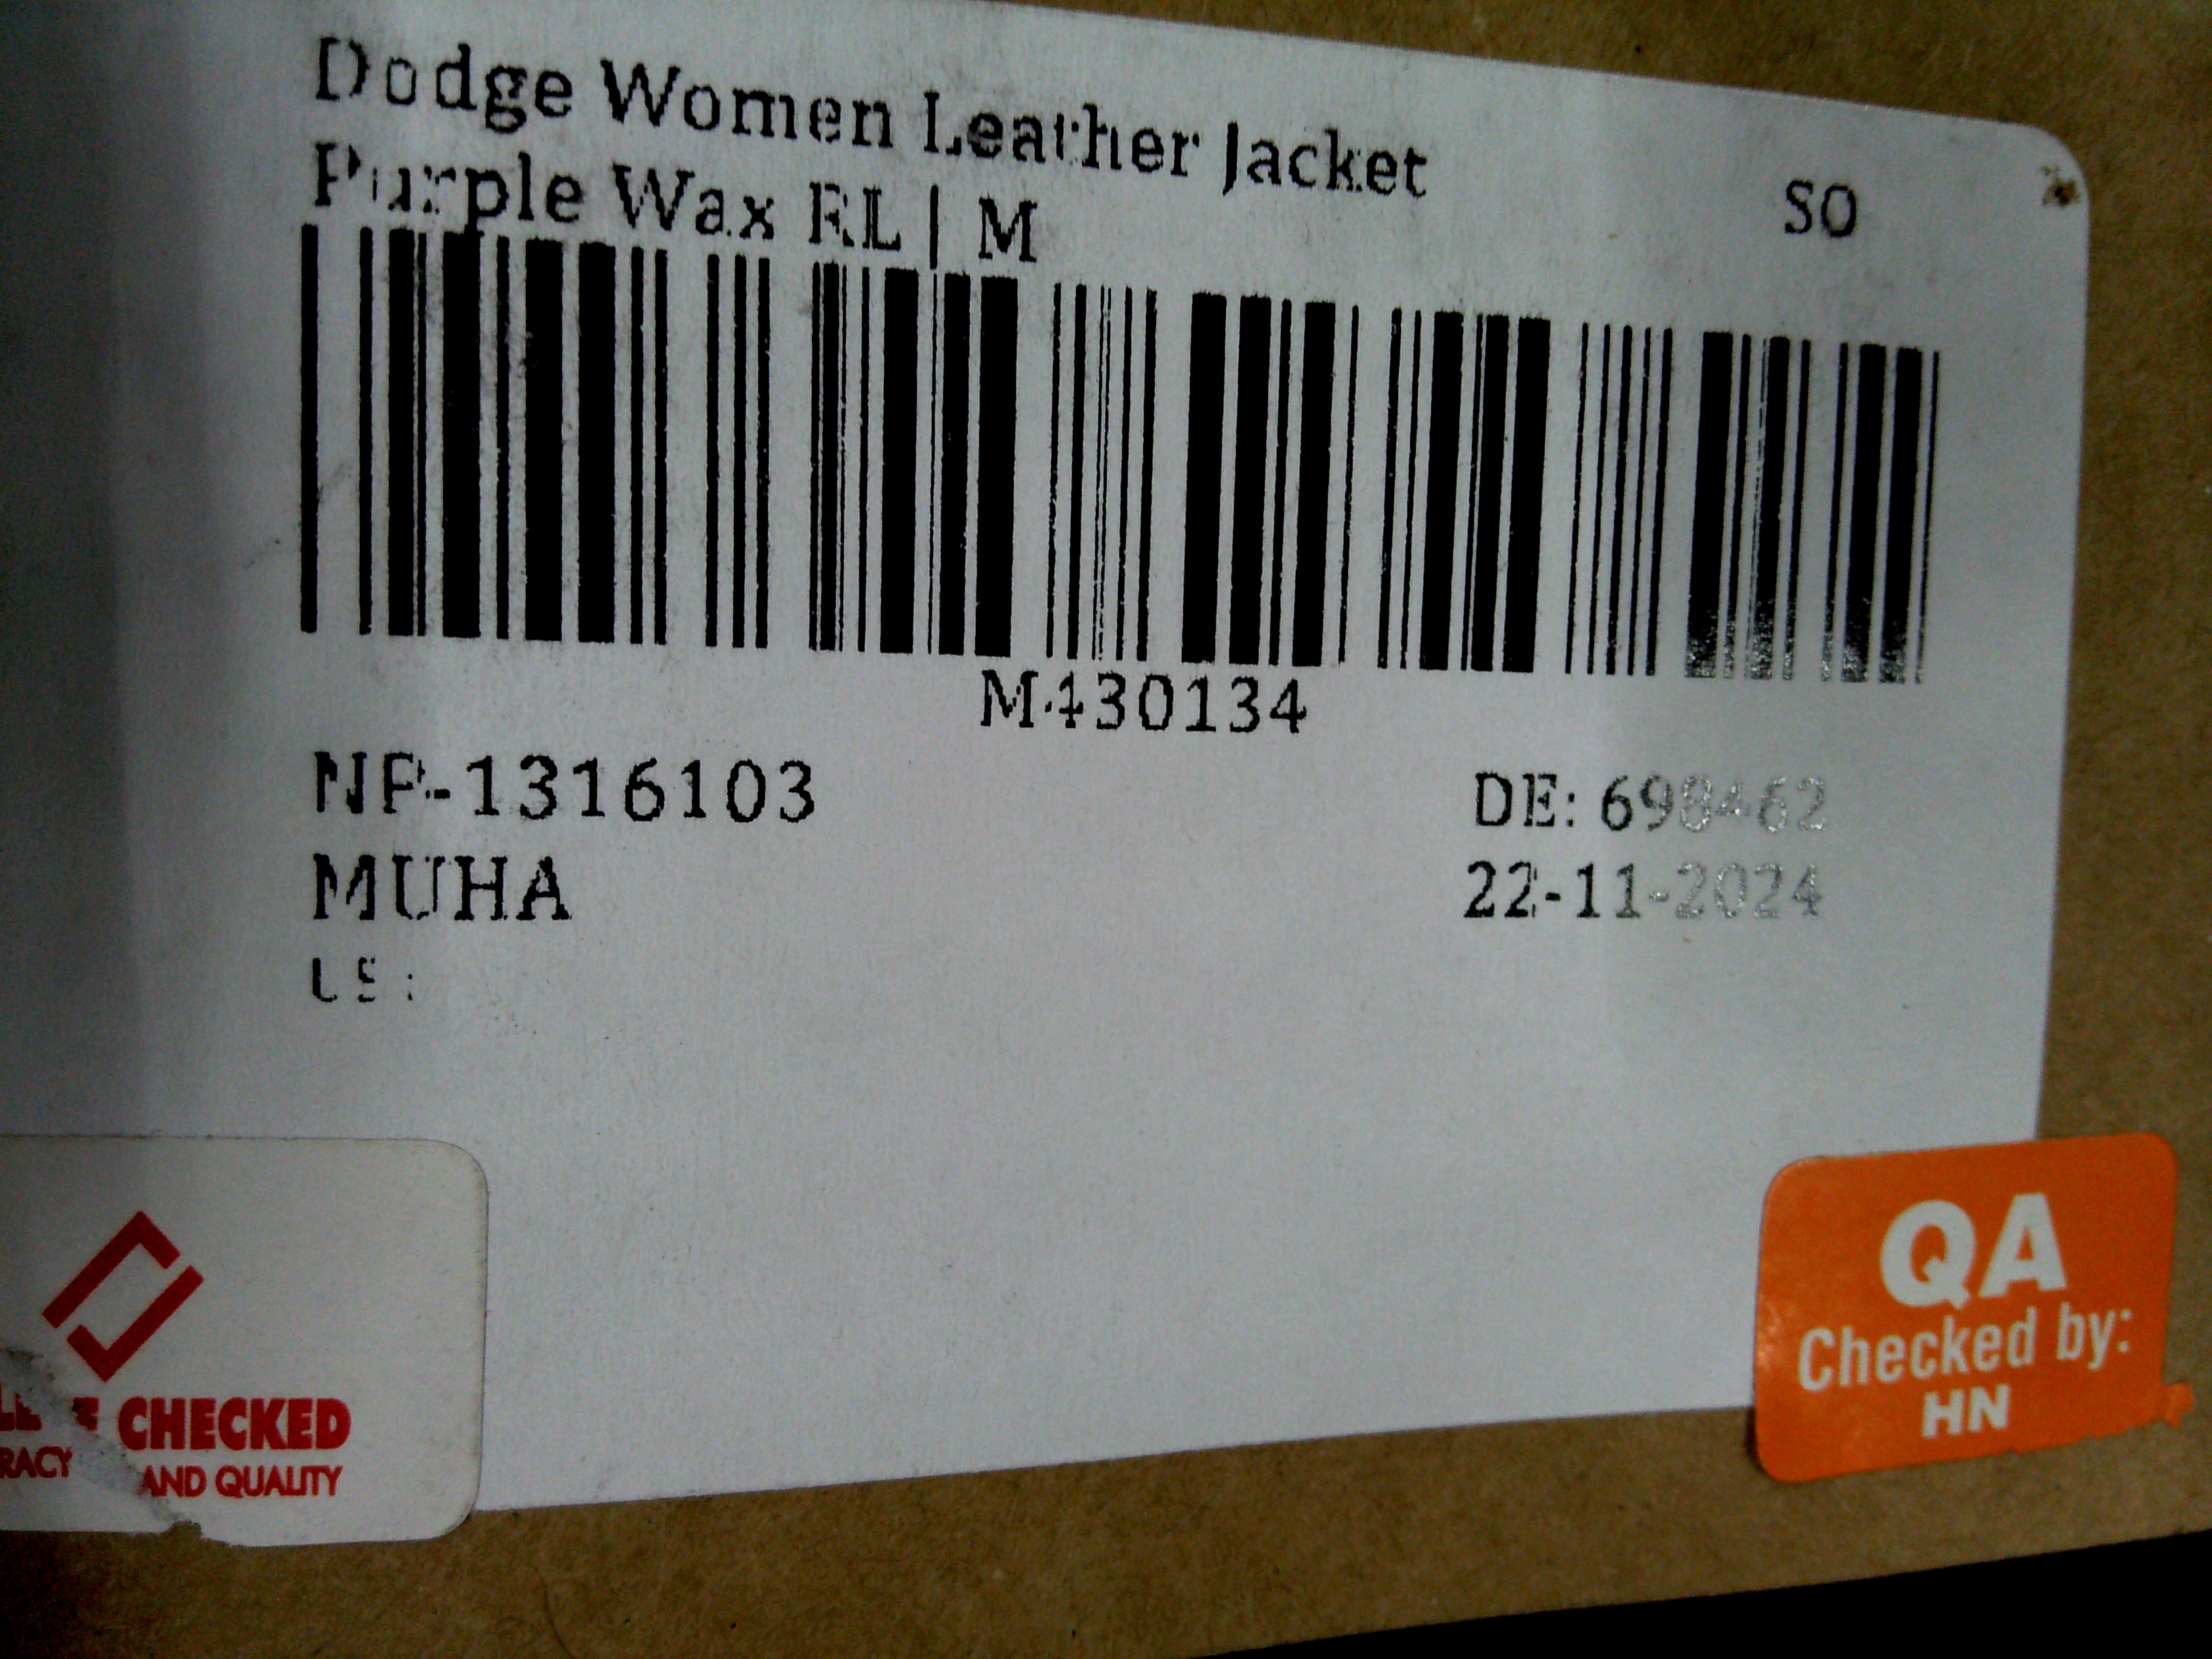 Dodge Women Leather Jacket
Purple Wax RL | M
SO
M430134
NP-1316103
DE: 698462
MUHA
22-11-2024
CHECKED
AND QUALITY
QA
Checked by:
HN